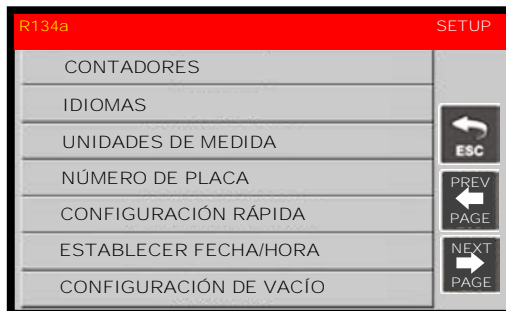 R134a SETUP
CONTADORES
IDIOMAS
UNIDADES DE MEDIDA
NÚMERO DE PLACA
CONFIGURACIÓN RÁPIDA
ESTABLECER FECHA/HORA
CONFIGURACIÓN DE VACÍO
ESC
PREV
PAGE
NEXT
PAGE